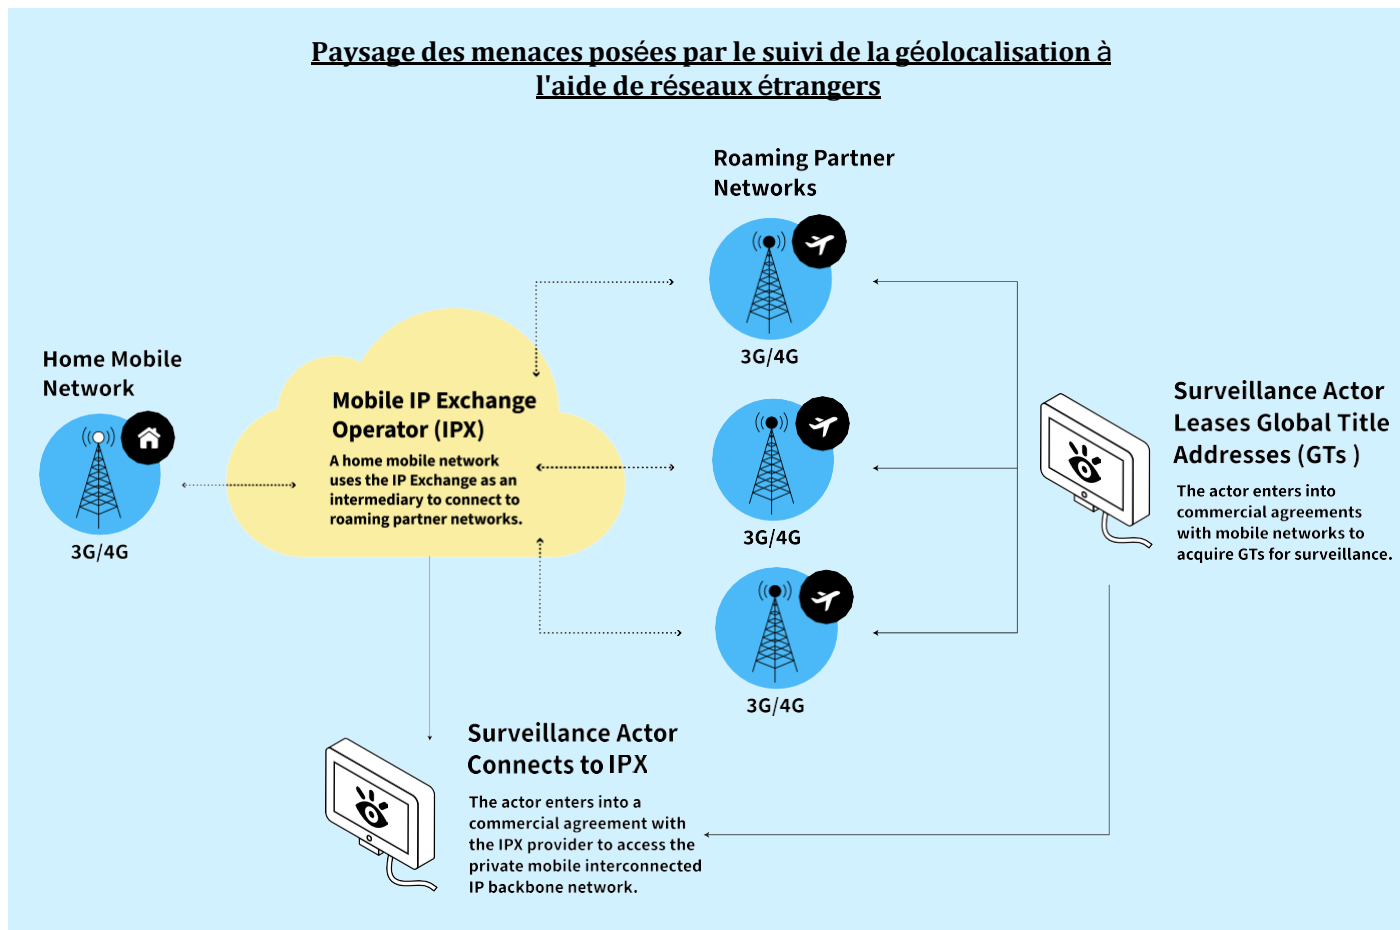 Paysage des menaces posées par le suivi de la géolocalisation à
l'aide de réseaux étrangers
Roaming Partner
Networks
3G/4G
Home Mobile
Network
3G/4G
Mobile IP Exchange
Operator (IPX)
A home mobile network
uses the IP Exchange as an
intermediary to connect to
roaming partner networks.
3G/4G
Surveillance Actor
Leases Global Title
Addresses (GTs )
The actor enters into
commercial agreements
with mobile networks to
acquire GTs for surveillance.
3G/4G
Surveillance Actor
Connects to IPX
The actor enters into a
commercial agreement with
the IPX provider to access the
private mobile interconnected
IP backbone network.